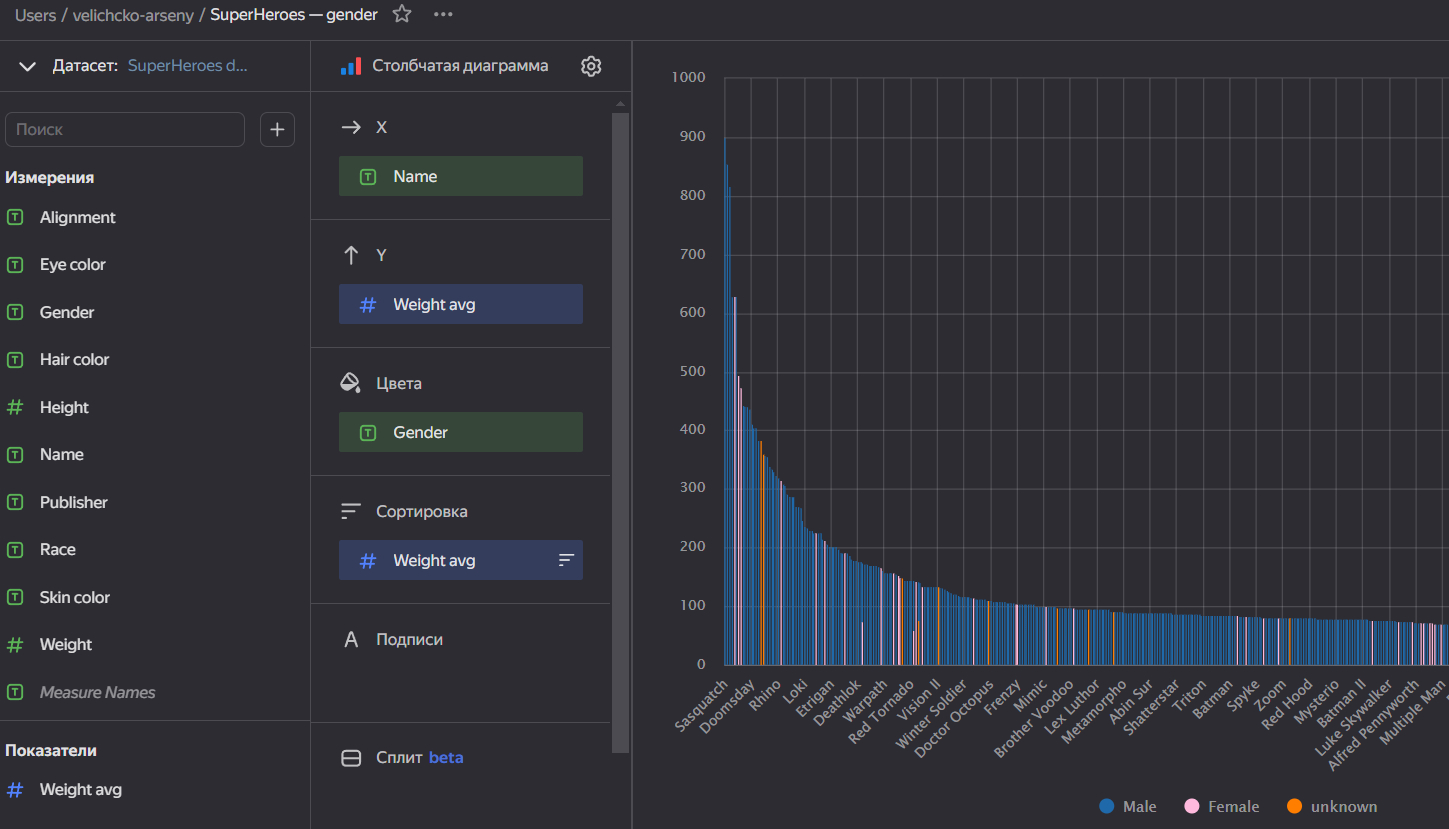 Users / velichcko-arseny / SuperHeroes — gender
Датасет: SuperHeroes d...
Поиск
Измерения
Alignment
Eye color
Gender
Hair color
Height
Name
Publisher
Race
Skin color
Weight
Measure Names
Показатели
Weight avg
Столбчатая диаграмма
X
Name
Y
Weight avg
Цвета
Gender
Сортировка
Weight avg
Подписи
Сплит beta
1000
900
800
700
600
500
400
300
200
100
0
Sasquatch
Doomsday
Rhino
Loki
Etrigan
Deathlok
Warpath
Red Tornado
Vision II
Winter Soldier
Doctor Octopus
Frenzy
Mimic
Brother Voodoo
Lex Luthor
Metamorpho
Abin Sur
Shatterstar
Triton
Batman
Spyke
Zoom
Red Hood
Mysterio
Batman II
Luke Skywalker
Alfred Pennyworth
Multiple Man
Male
Female
unknown